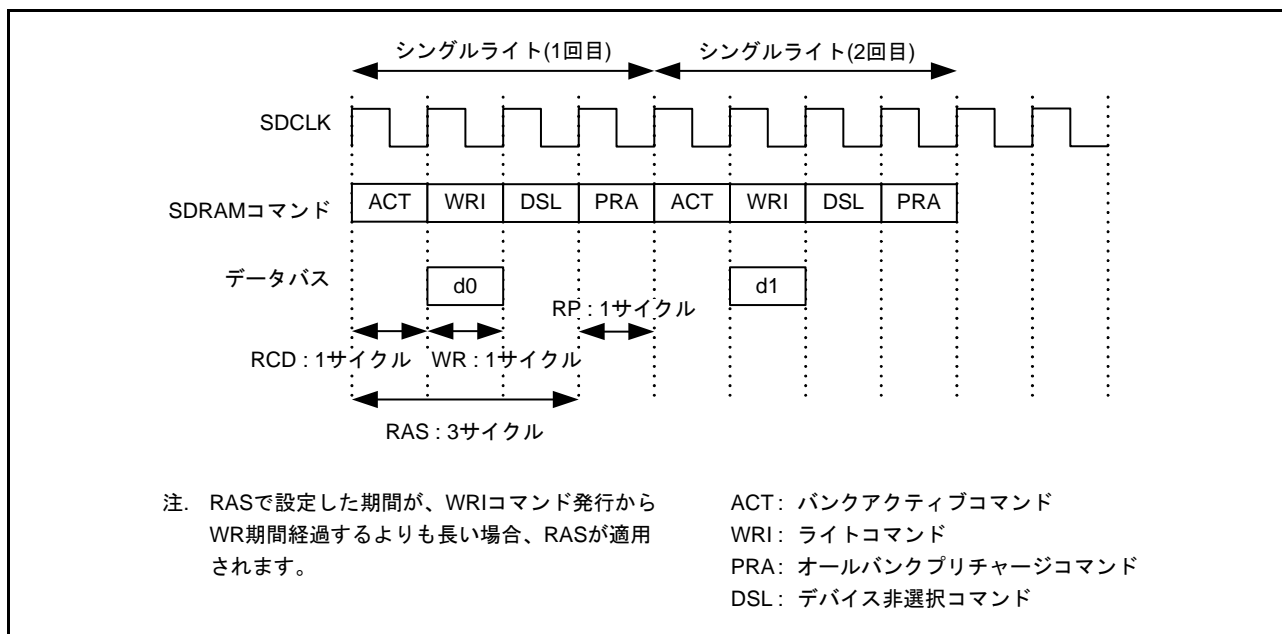 シングルライト(1回目) シングルライト(2回目)
SDCLK
SDRAMコマンド ACT WRI DSL PRA ACT WRI DSL PRA
データバス d0 d1
RP : 1サイクル
RCD : 1サイクル WR : 1サイクル
RAS : 3サイクル
注. RASで設定した期間が、WRIコマンド発行から
WR期間経過するよりも長い場合、RASが適用
されます。
ACT : バンクアクティブコマンド
WRI : ライトコマンド
PRA : オールバンクプリチャージコマンド
DSL : デバイス非選択コマンド